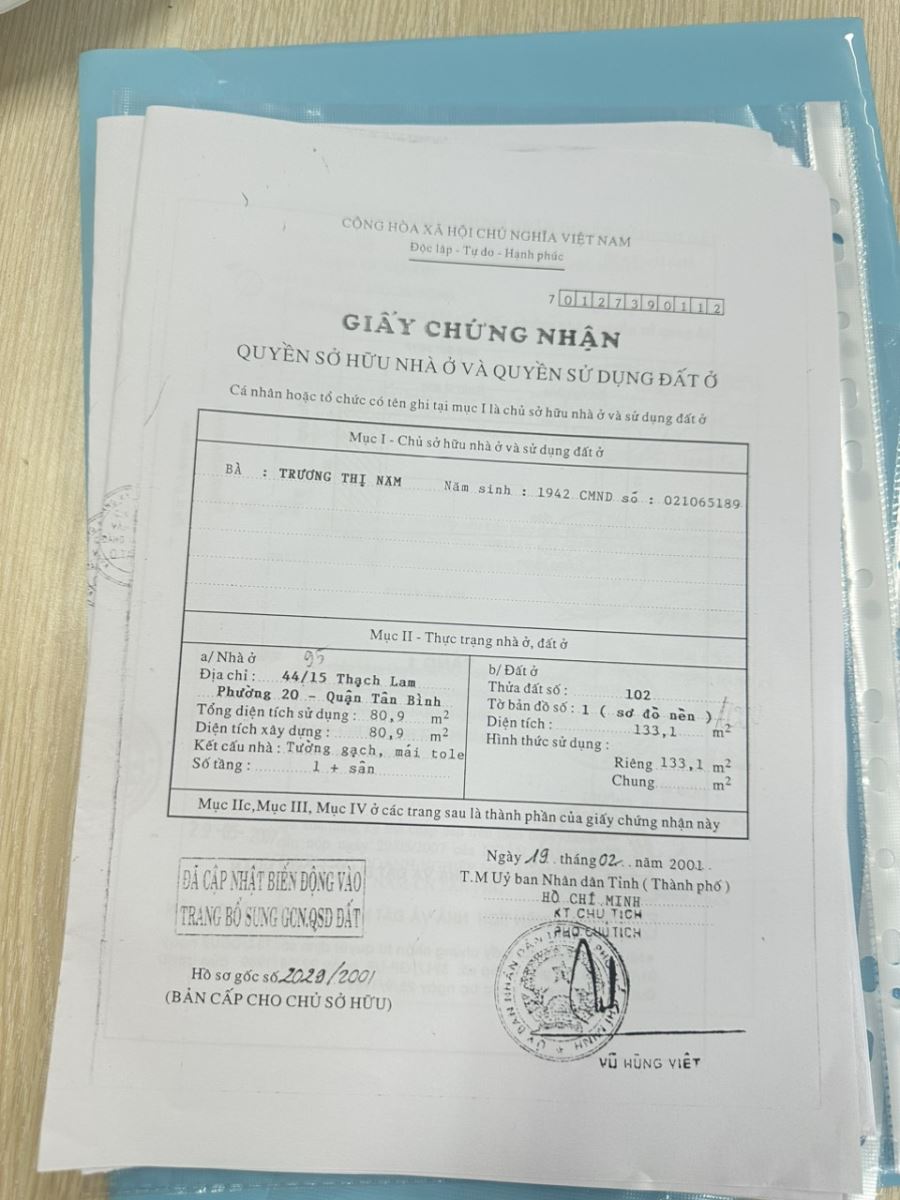 CỘNG HÒA XÃ HỘI CHỦ NGHĨA VIỆT NAM
Độc lập - Tự do - Hạnh phúc
7 0 1 2 7 3 9 0 1 1 2
GIẤY CHỨNG NHẬN
QUYỀN SỞ HỮU NHÀ Ở VÀ QUYỀN SỬ DỤNG ĐẤT Ở
Cá nhân hoặc tổ chức có tên ghi tại mục I là chủ sở hữu nhà ở và sử dụng đất ở
Mục I - Chủ sở hữu nhà ở và sử dụng đất ở
BÀ : TRƯƠNG THỊ NĂM Năm sinh : 1942 CMND số : 021065189
Mục II - Thực trạng nhà ở, đất ở
a/ Nhà ở 95
Địa chỉ : 44/15 Thạch Lam
Phường 20 - Quận Tân Bình
Tổng diện tích sử dụng : 80,9 m²
Diện tích xây dựng : 80,9 m²
Kết cấu nhà : Tường gạch, mái tole
Số tầng : 1 + sân
b/ Đất ở
Thửa đất số : 102
Tờ bản đồ số : 1 ( sơ đồ nền )
Diện tích : 133,1 m²
Hình thức sử dụng :
Riêng 133,1 m²
Chung m²
Mục IIc, Mục III, Mục IV ở các trang sau là thành phần của giấy chứng nhận này
Ngày 19 tháng 02 năm 2001
T.M Uỷ ban Nhân dân Tỉnh ( Thành phố )
HỒ CHÍ MINH
KT CHỦ TỊCH
PHÓ CHỦ TỊCH
ĐÃ CẬP NHẬT BIẾN ĐỘNG VÀO
TRANG BỔ SUNG GCN.QSD ĐẤT
Hồ sơ gốc số 2029/2001
(BẢN CẤP CHO CHỦ SỞ HỮU)
VŨ HÙNG VIỆT